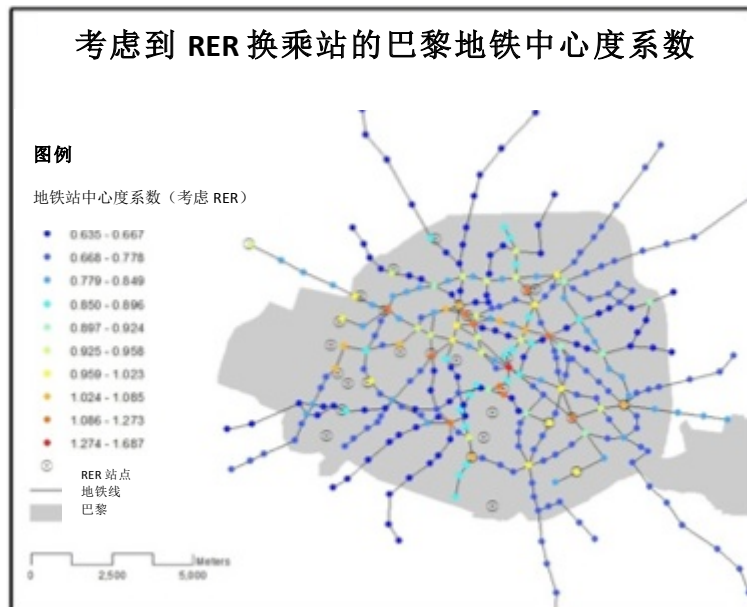 考虑到 RER 换乘站的巴黎地铁中心度系数
图例
地铁站中心度系数（考虑 RER）
0.635 - 0.667
0.668 - 0.778
0.779 - 0.849
0.850 - 0.896
0.897 - 0.924
0.925 - 0.958
0.959 - 1.023
1.024 - 1.085
1.086 - 1.273
1.274 - 1.687
RER 站点
地铁线
巴黎
Meters
0 2,500 5,000